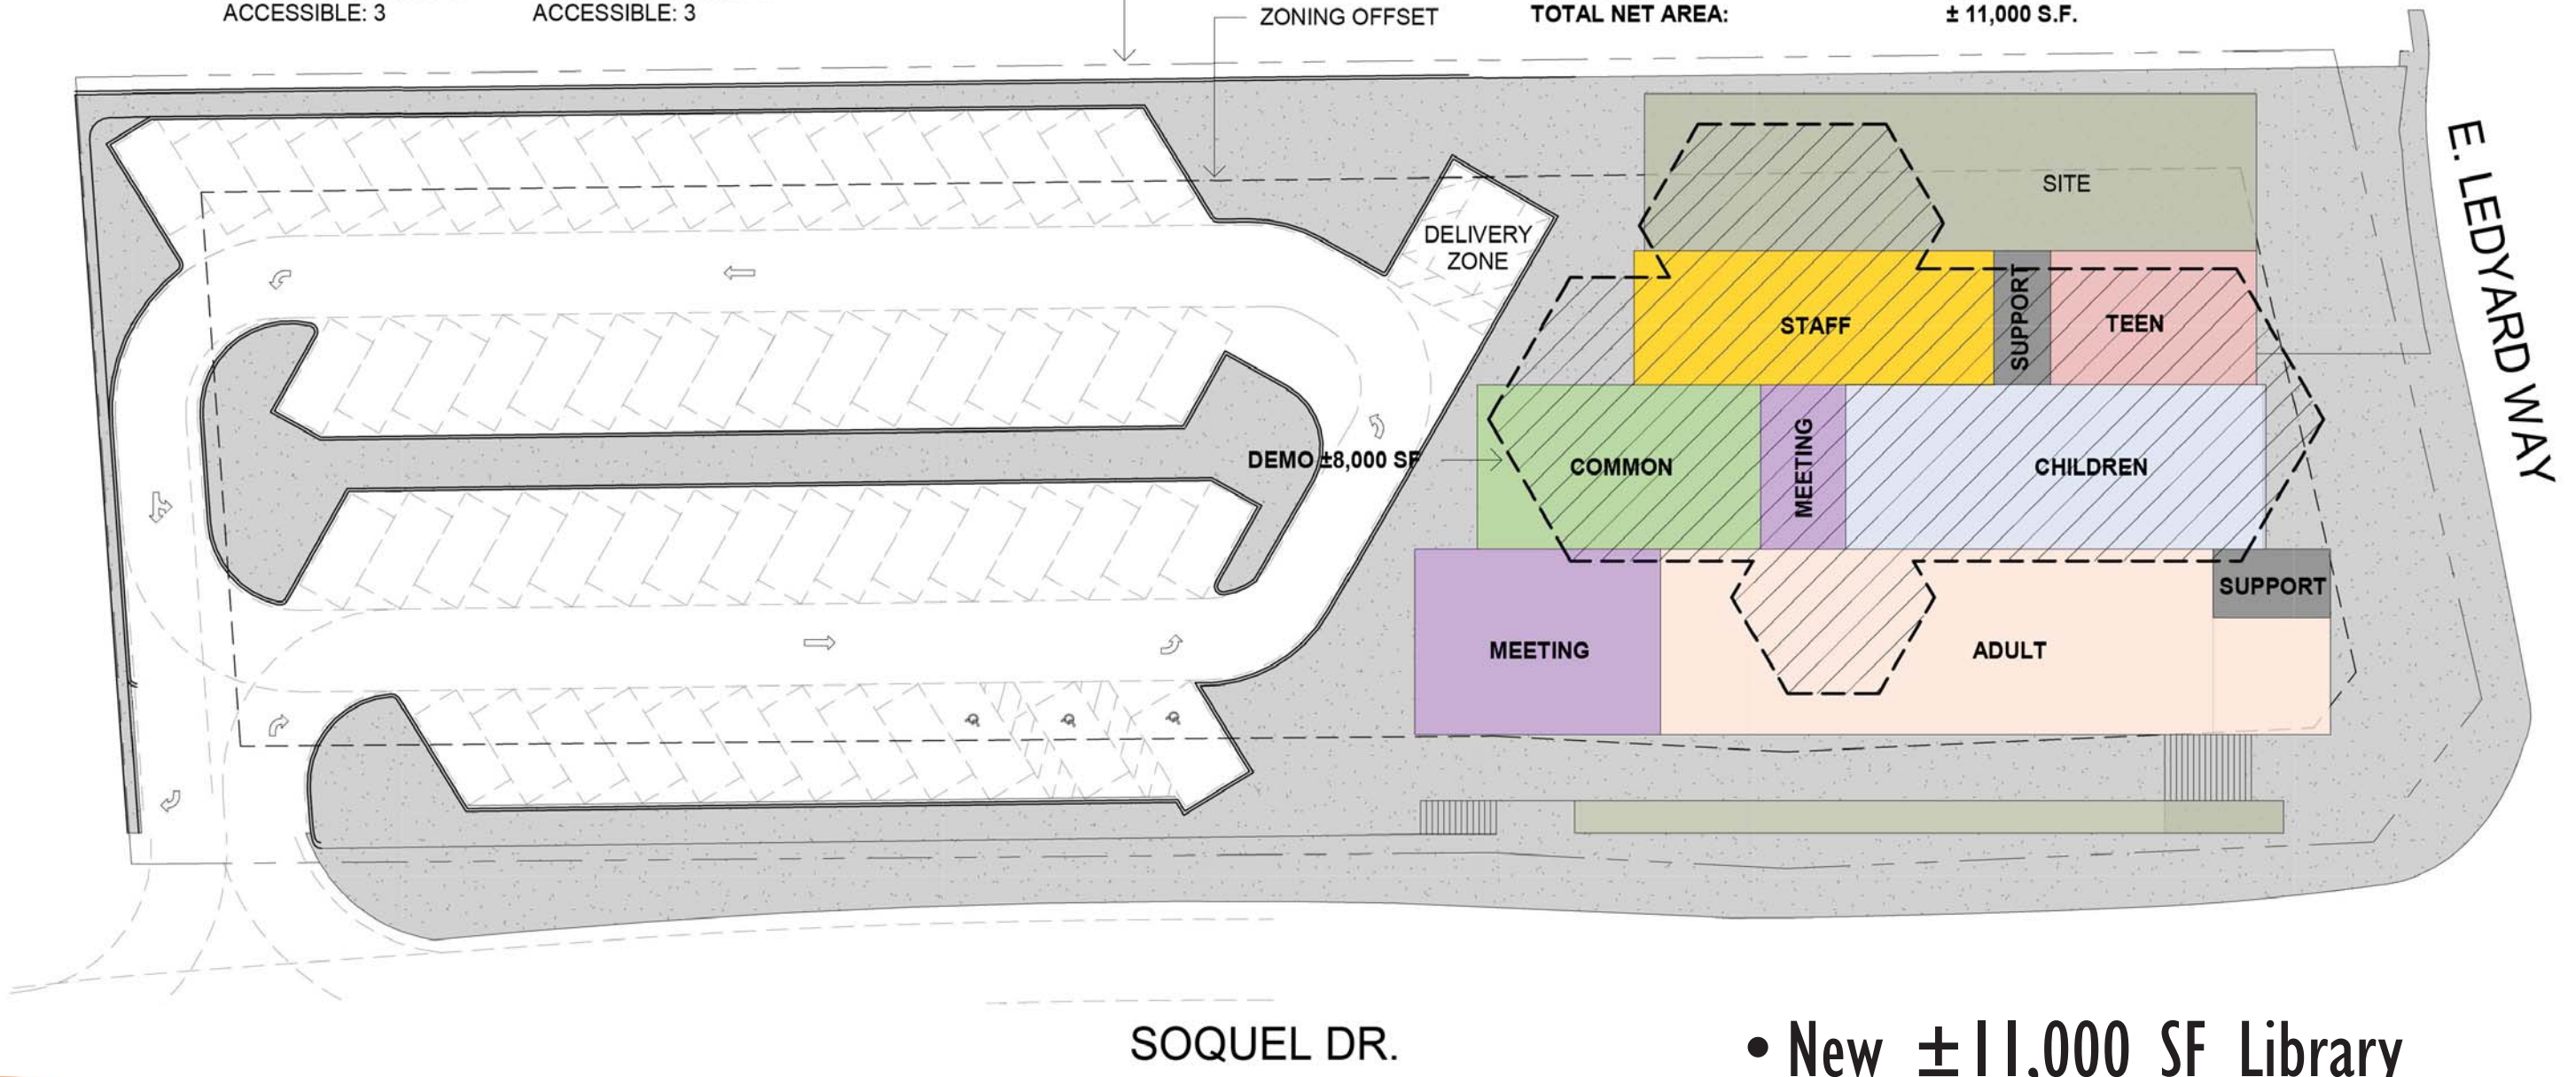 ACCESSIBLE: 3
ACCESSIBLE: 3
ZONING OFFSET
TOTAL NET AREA:
± 11,000 S.F.
E. LEDYARD WAY
SITE
DELIVERY
ZONE
STAFF
SUPPORT
TEEN
DEMO ±8,000 SF
COMMON
MEETING
CHILDREN
SUPPORT
MEETING
ADULT
SOQUEL DR.
• New ±11,000 SF Library